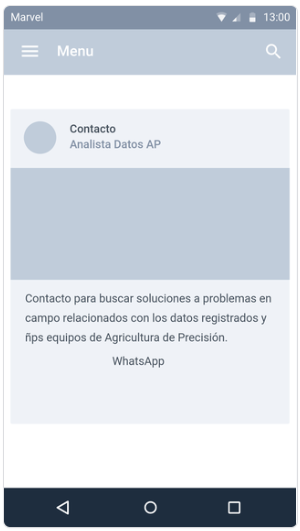 Marvel 13:00
Menu
Contacto
Analista Datos AP
Contacto para buscar soluciones a problemas en
campo relacionados con los datos registrados y
ñps equipos de Agricultura de Precisión.
WhatsApp